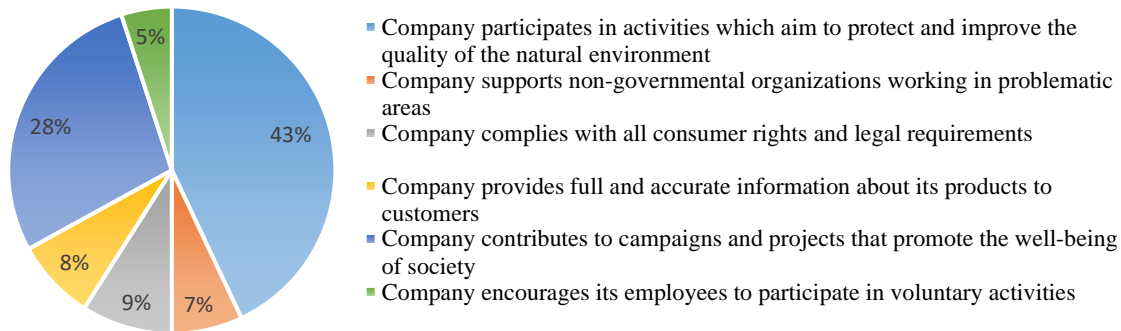 5%
28%
43%
8%
9%
7%
Company participates in activities which aim to protect and improve the
quality of the natural environment
Company supports non-governmental organizations working in problematic
areas
Company complies with all consumer rights and legal requirements
Company provides full and accurate information about its products to
customers
Company contributes to campaigns and projects that promote the well-being
of society
Company encourages its employees to participate in voluntary activities